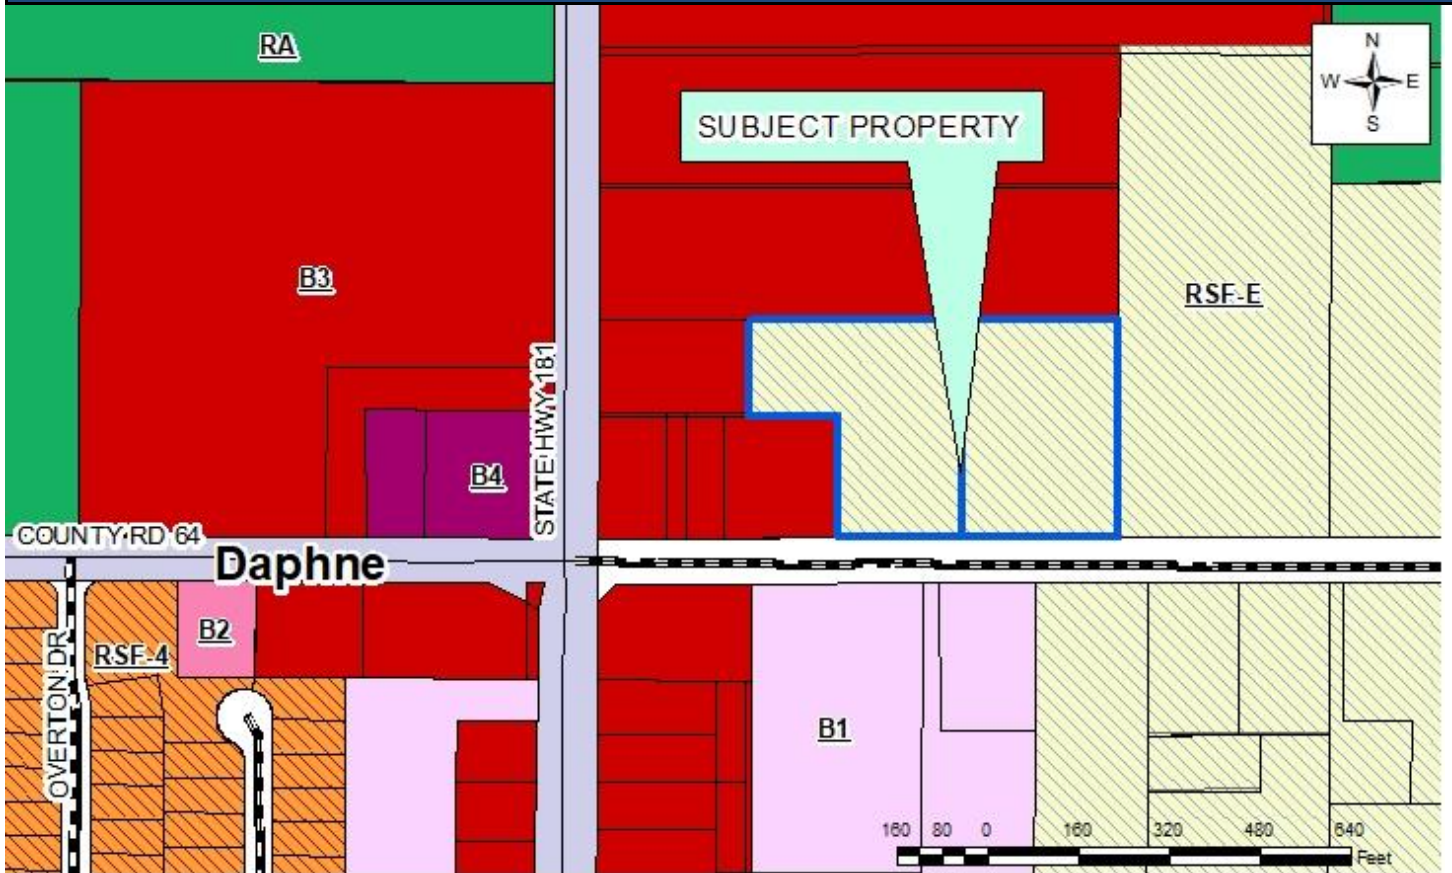 RA
N
W E
S
SUBJECT PROPERTY
B3
RSF-E
STATE HWY 181
B4
COUNTY RD 64
Daphne
B2
RSF-4
OVERTON DR
B1
160 80 0 160 320 480 640
Feet